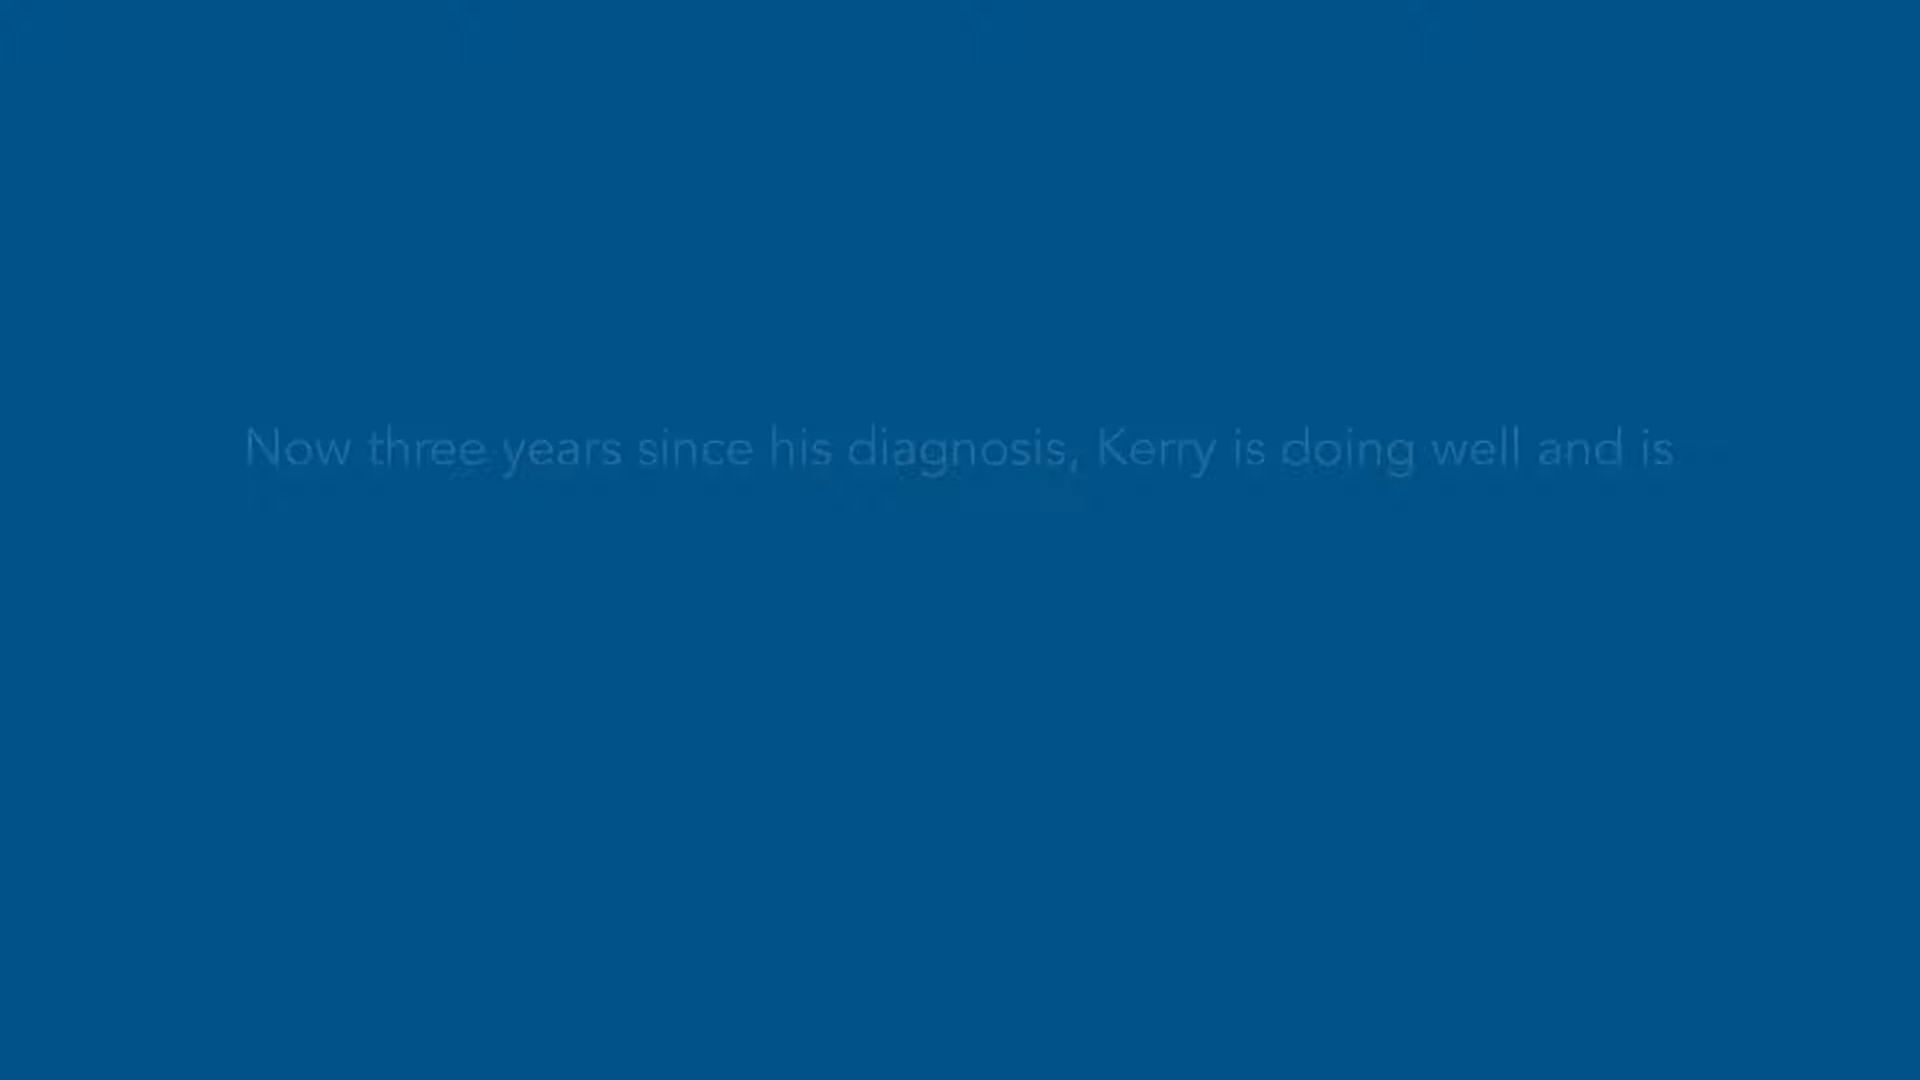 Now three years since his diagnosis, Kerry is doing well and is